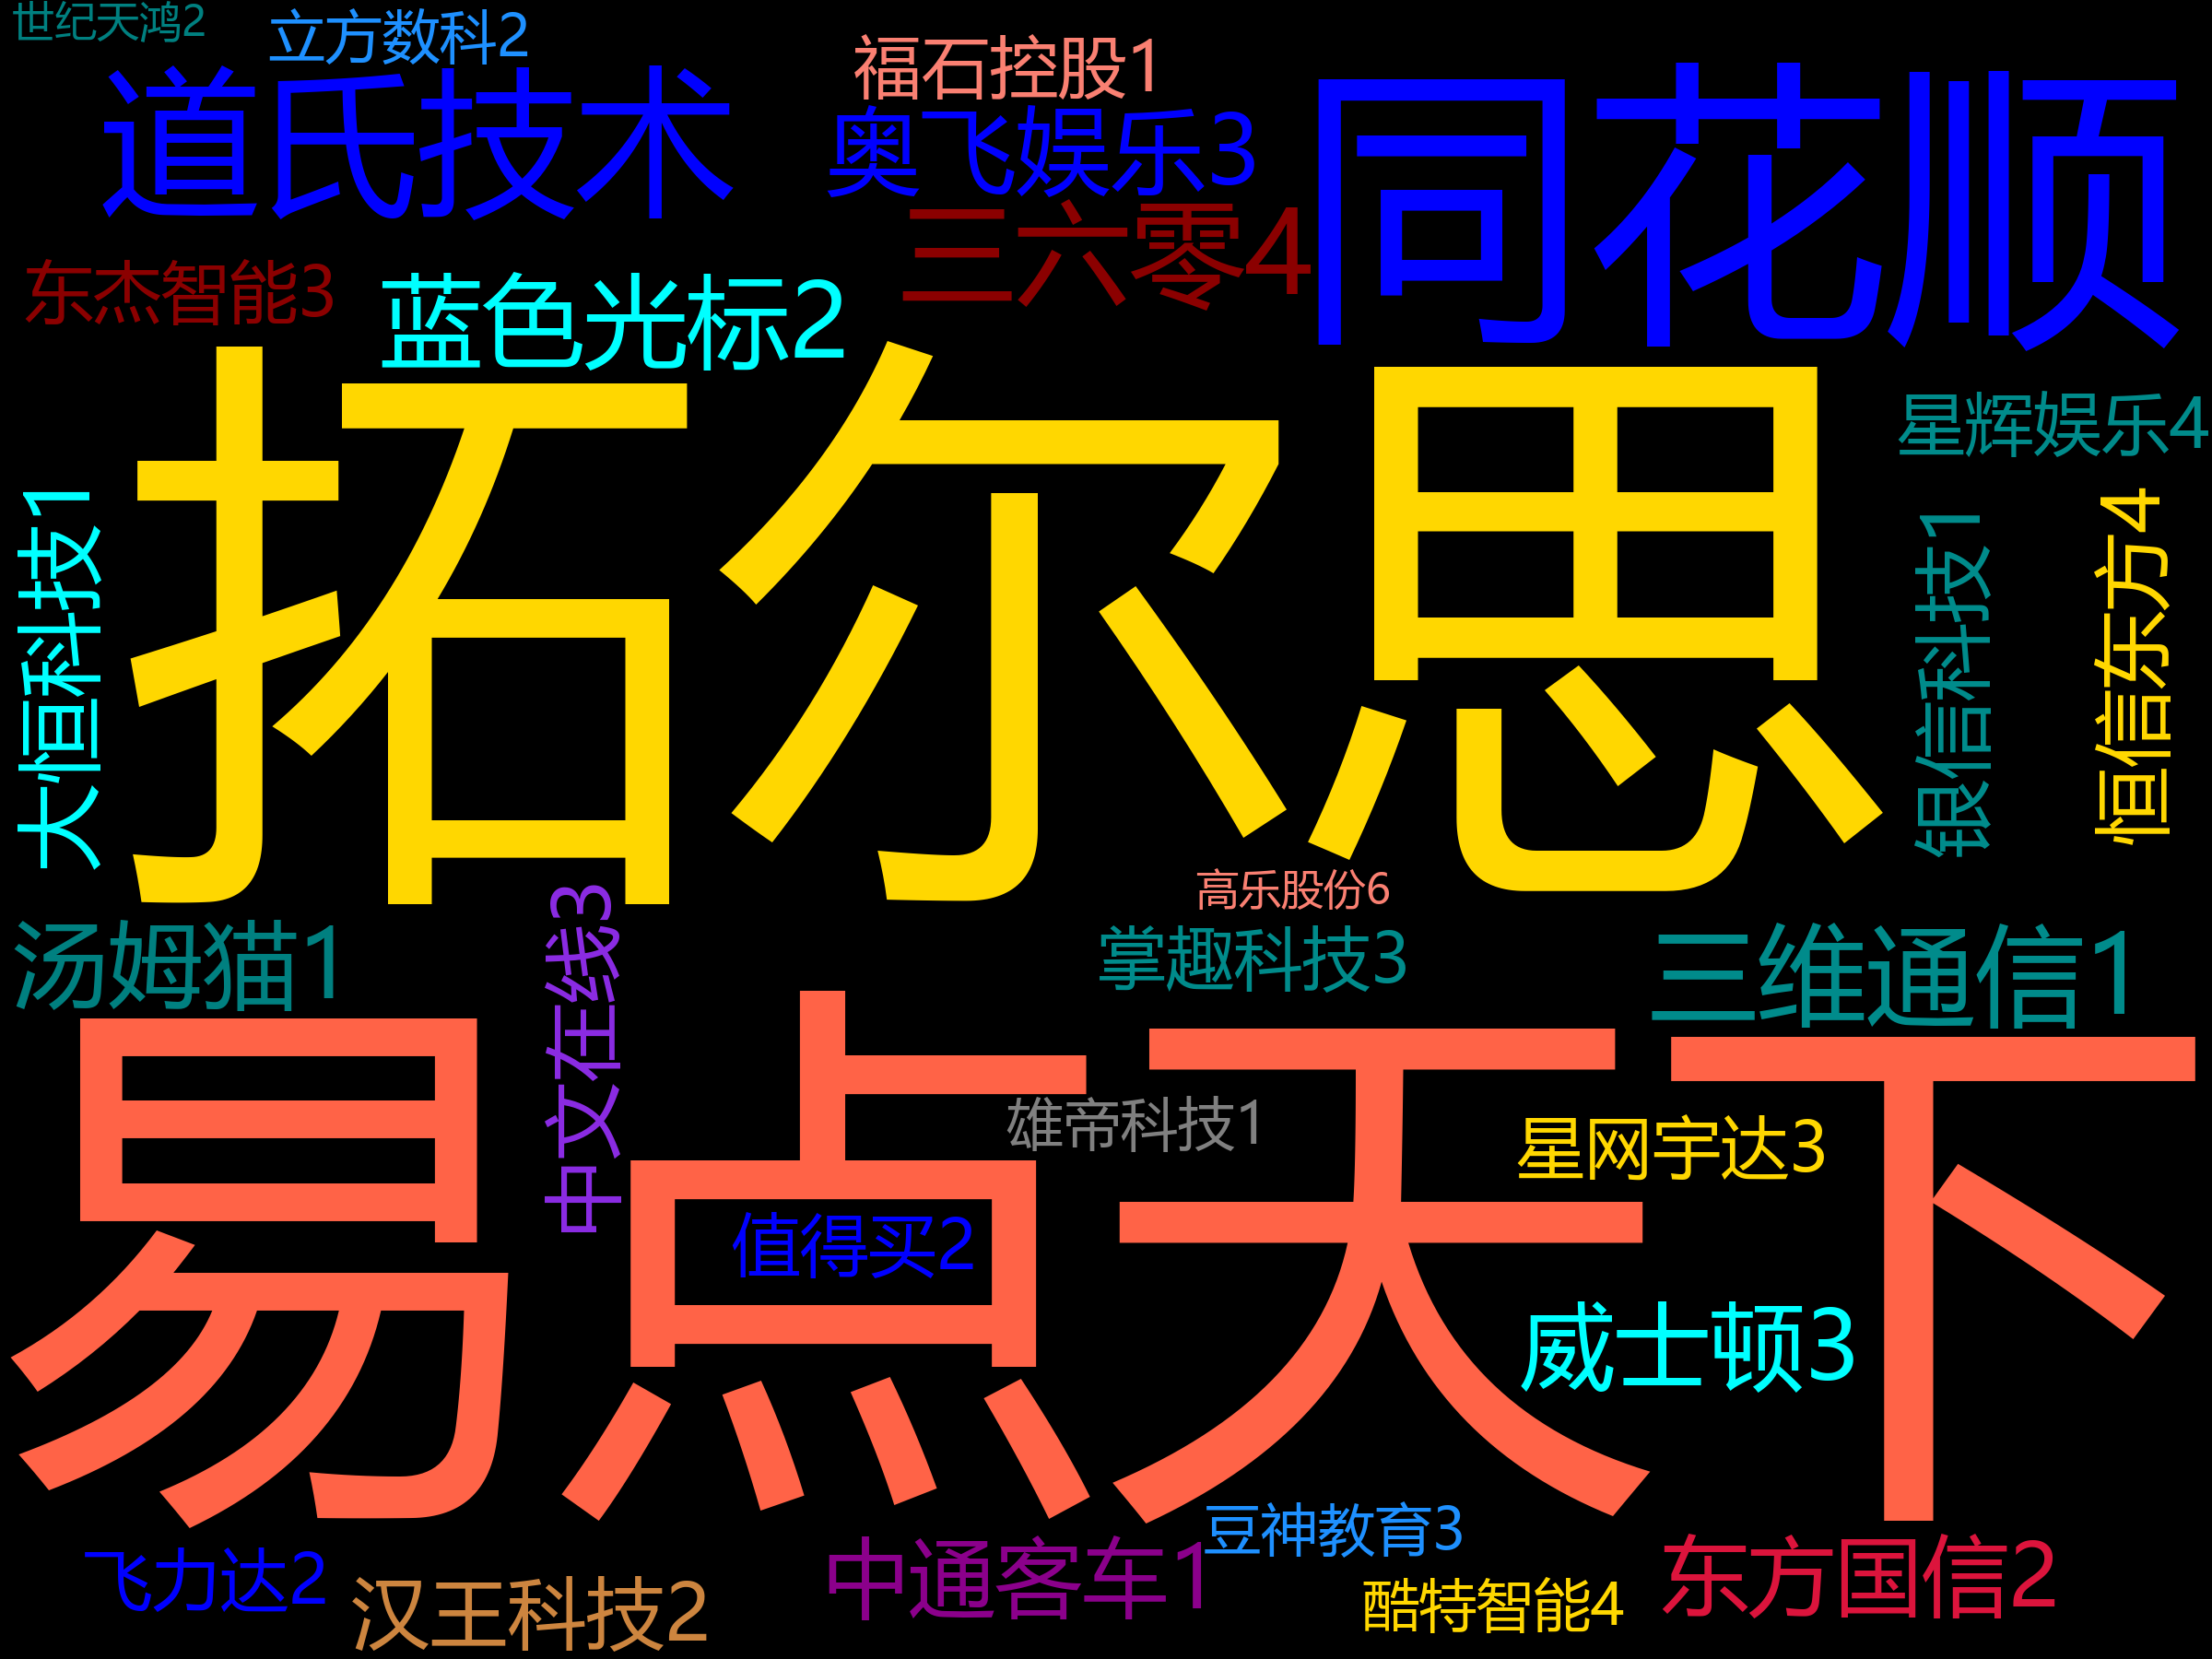 世纪天鸿2
立方数科2
福石控股1
道氏技术
奥飞娱乐3
同花顺
三六零4
东杰智能3
蓝色光标2
星辉娱乐4
拓尔思
大恒科技1
银信科技1
恒信东方4
高乐股份6
汤姆猫1
中文在线3
掌趣科技3
三维通信1
易点天下
雄帝科技1
星网宇达3
值得买2
威士顿3
豆神教育3
飞力达2
汉王科技2
中通客车1
酷特智能4
东方国信2